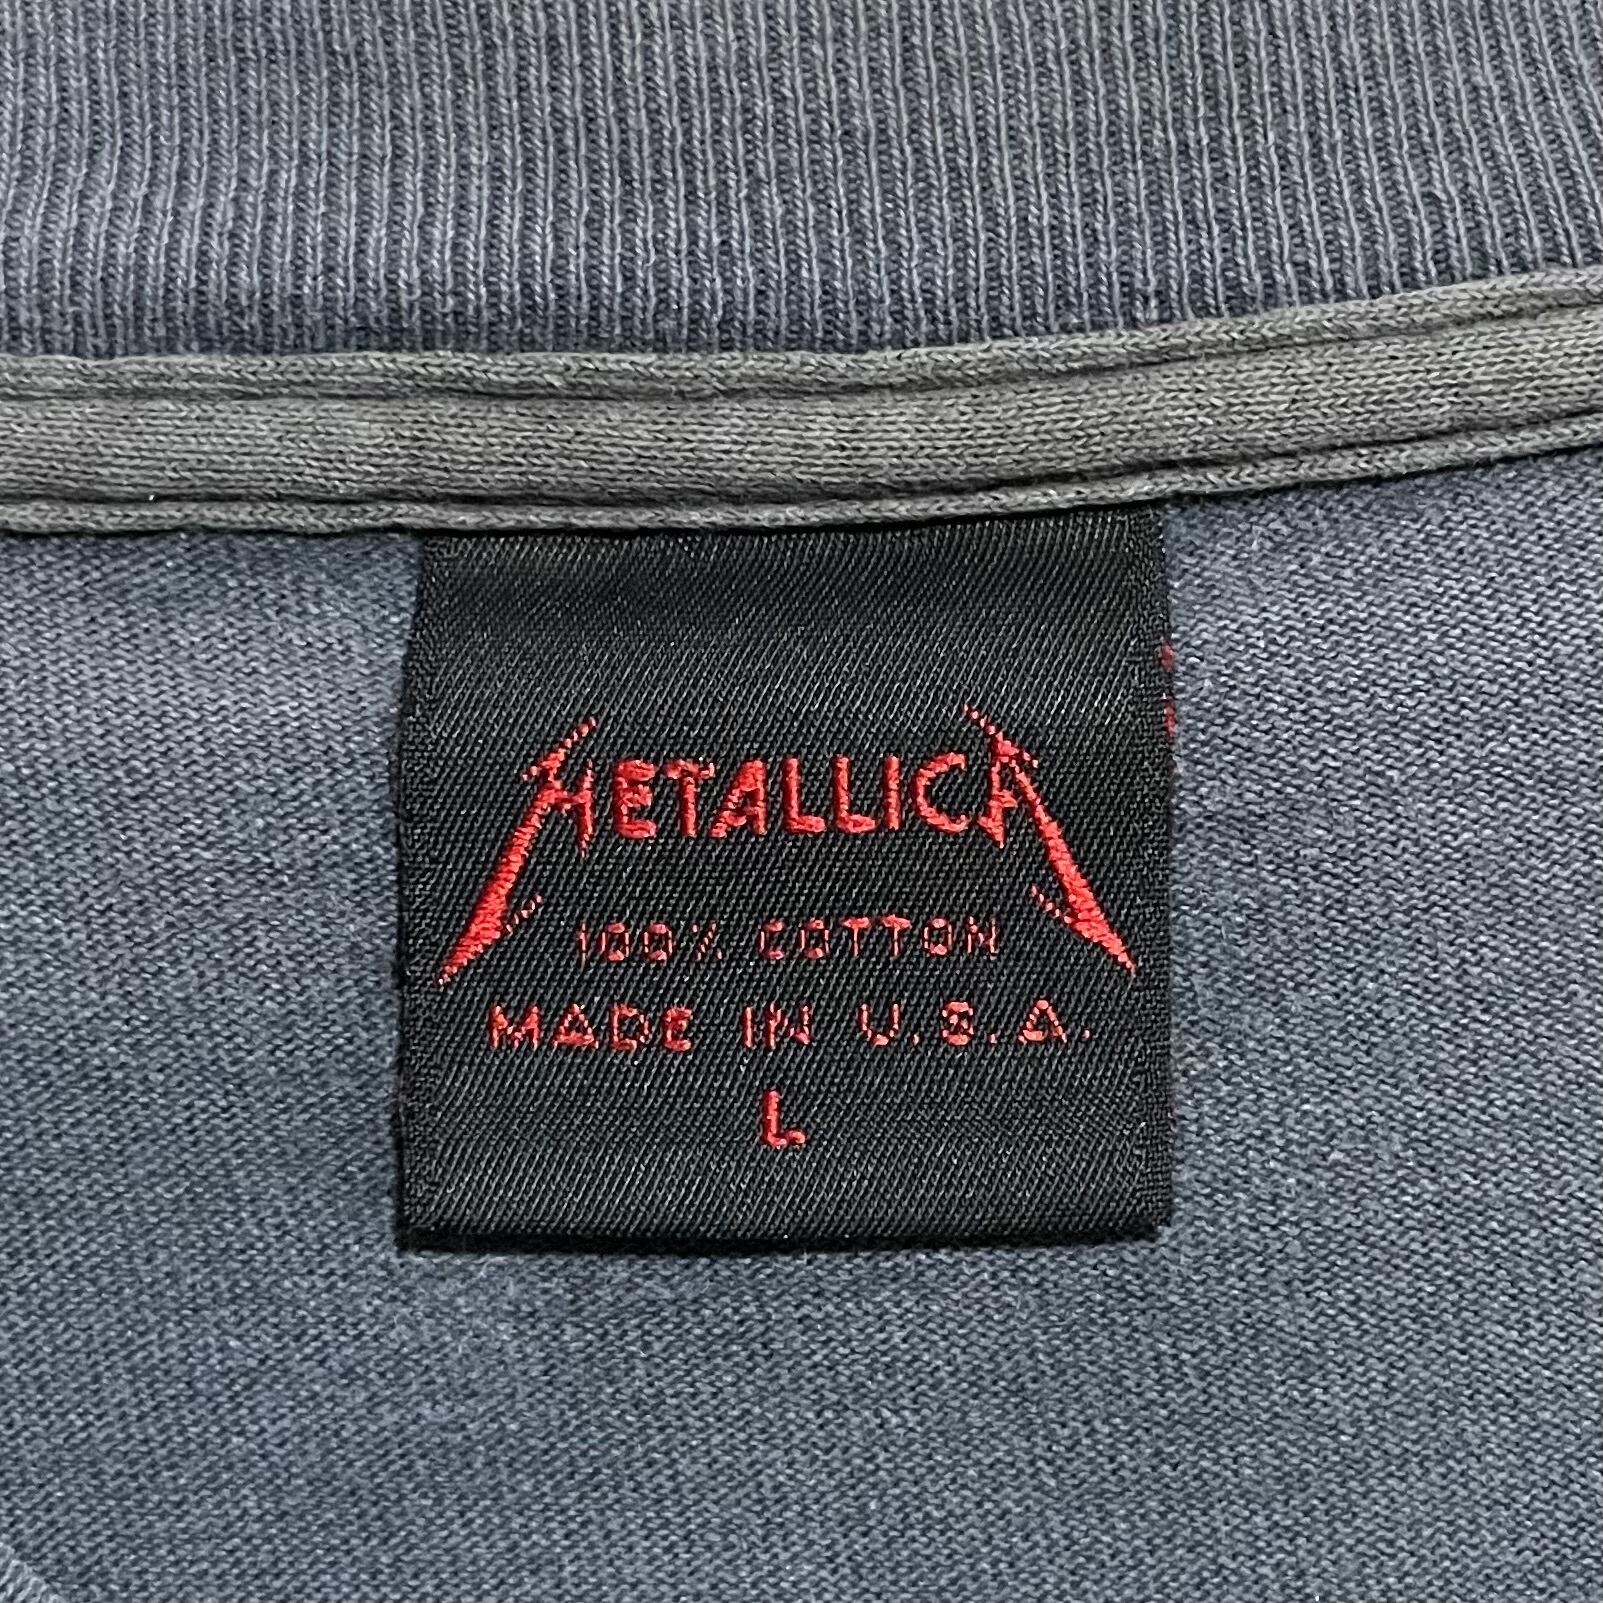 METALLICA
100% COTTON
MADE IN U.S.A.
L